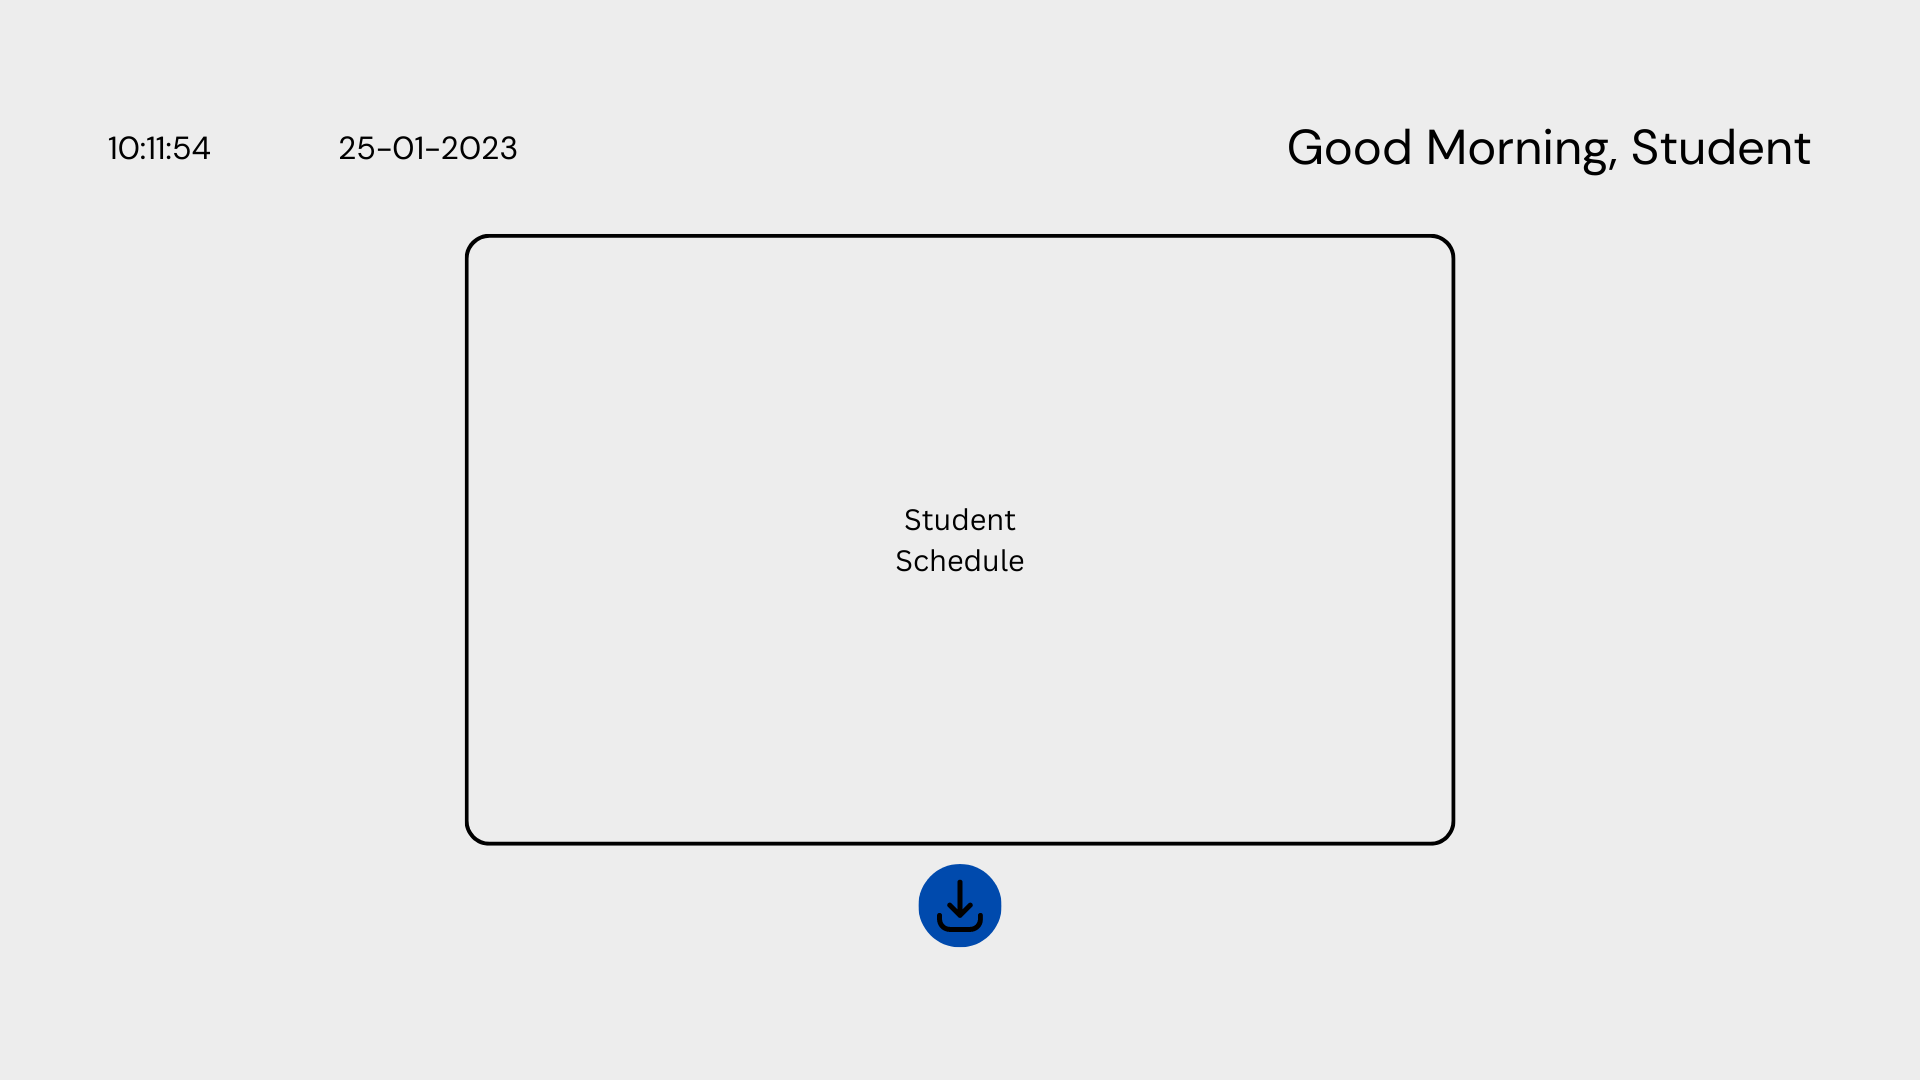 10:11:54
25-01-2023
Good Morning, Student
Student
Schedule